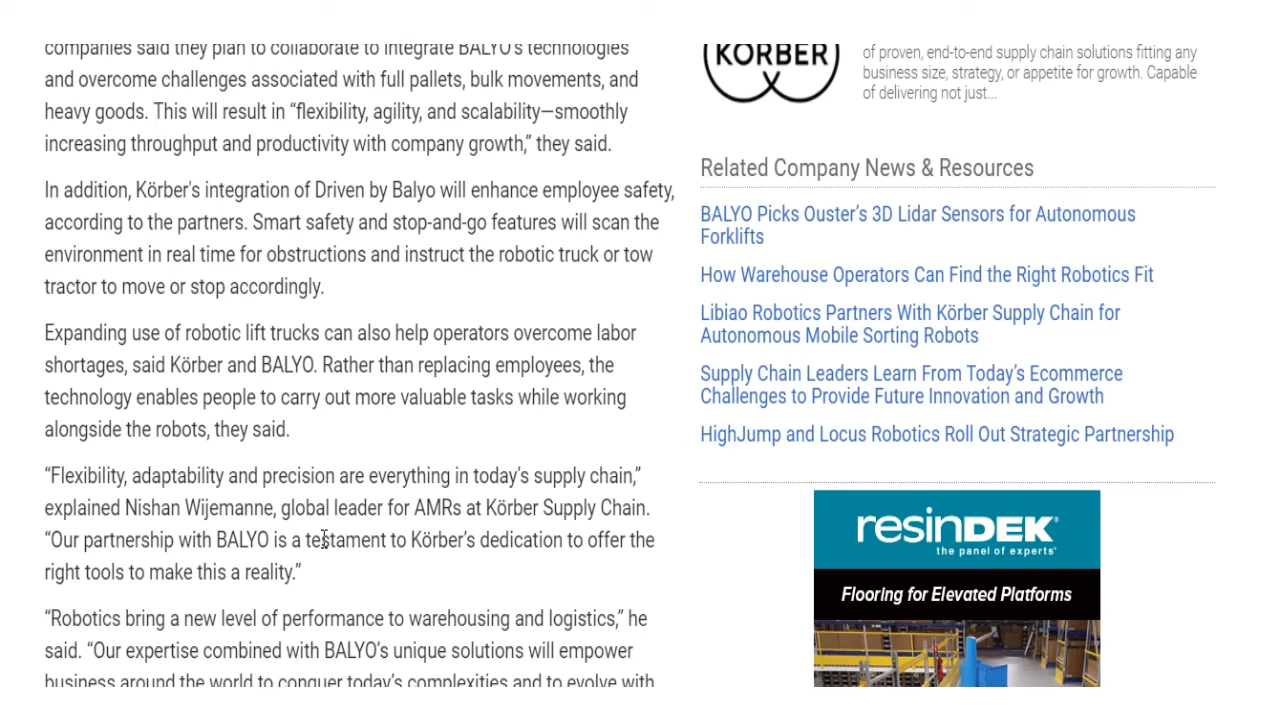 companies said they plan to collaborate to integrate BALYO's technologies
and overcome challenges associated with full pallets, bulk movements, and
heavy goods. This will result in “flexibility, agility, and scalability—smoothly
increasing throughput and productivity with company growth,” they said.
In addition, Körber's integration of Driven by Balyo will enhance employee safety,
according to the partners. Smart safety and stop-and-go features will scan the
environment in real time for obstructions and instruct the robotic truck or tow
tractor to move or stop accordingly.
Expanding use of robotic lift trucks can also help operators overcome labor
shortages, said Körber and BALYO. Rather than replacing employees, the
technology enables people to carry out more valuable tasks while working
alongside the robots, they said.
“Flexibility, adaptability and precision are everything in today’s supply chain,”
explained Nishan Wijemanne, global leader for AMRs at Körber Supply Chain.
“Our partnership with BALYO is a testament to Körber’s dedication to offer the
right tools to make this a reality.”
“Robotics bring a new level of performance to warehousing and logistics,” he
said. “Our expertise combined with BALYO’s unique solutions will empower
business around the world to conquer today’s complexities and to evolve with
KÖRBER
of proven, end-to-end supply chain solutions fitting any
business size, strategy, or appetite for growth. Capable
of delivering not just...
Related Company News & Resources
BALYO Picks Ouster’s 3D Lidar Sensors for Autonomous
Forklifts
How Warehouse Operators Can Find the Right Robotics Fit
Libiao Robotics Partners With Körber Supply Chain for
Autonomous Mobile Sorting Robots
Supply Chain Leaders Learn From Today’s Ecommerce
Challenges to Provide Future Innovation and Growth
HighJump and Locus Robotics Roll Out Strategic Partnership
resinDEK®
the panel of experts®
Flooring for Elevated Platforms